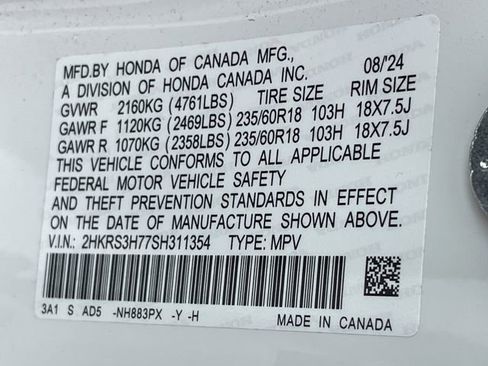 MFD.BY HONDA OF CANADA MFG., 08/24
A DIVISION OF HONDA CANADA INC.
GVWR 2160KG (4761LBS) TIRE SIZE RIM SIZE
GAWR F 1120KG (2469LBS) 235/60R18 103H 18X7.5J
GAWR R 1070KG (2358LBS) 235/60R18 103H 18X7.5J
THIS VEHICLE CONFORMS TO ALL APPLICABLE
FEDERAL MOTOR VEHICLE SAFETY
AND THEFT PREVENTION STANDARDS IN EFFECT
ON THE DATE OF MANUFACTURE SHOWN ABOVE.
V.I.N.: 2HKRS3H77SH311354 TYPE: MPV
3A1 S AD5 -NH883PX -Y -H MADE IN CANADA